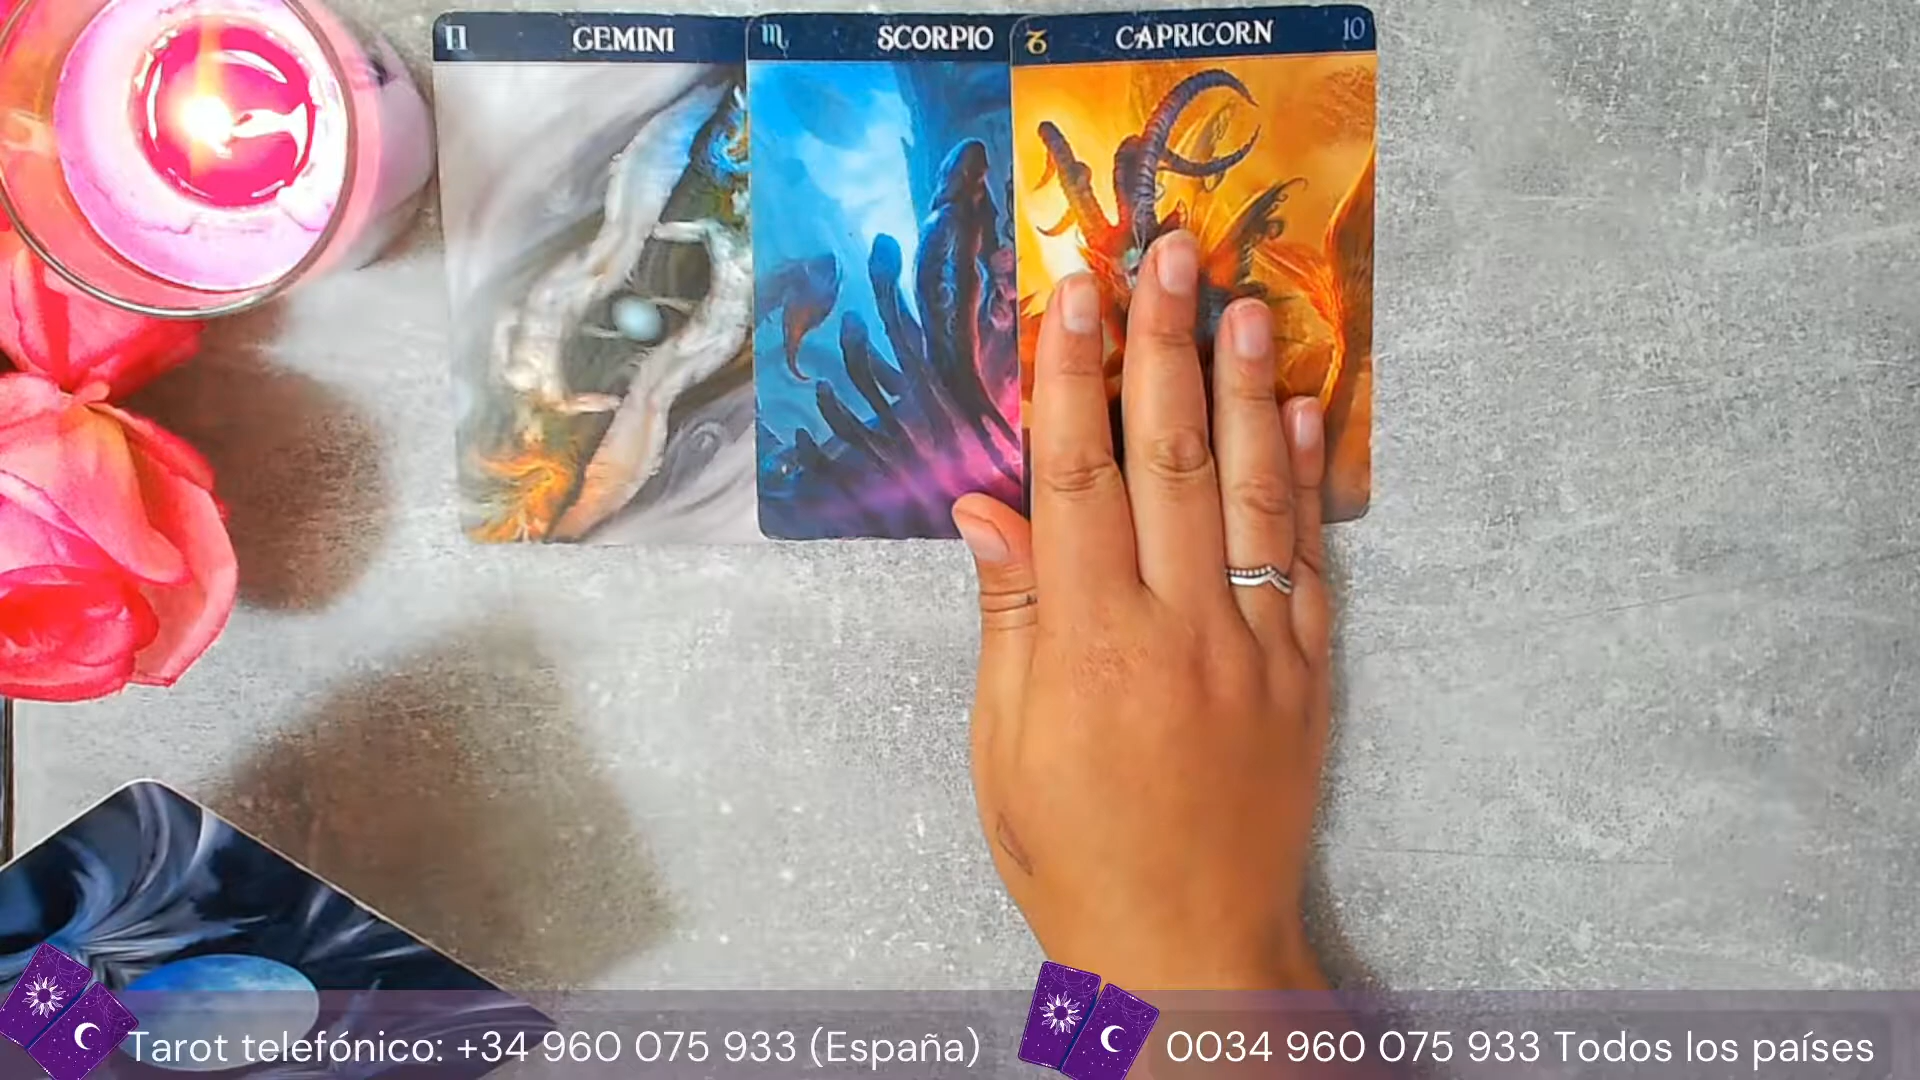 ♊ GEMINI
♏ SCORPIO
♑ CAPRICORN 10
Tarot telefónico: +34 960 075 933 (España)
0034 960 075 933 Todos los países